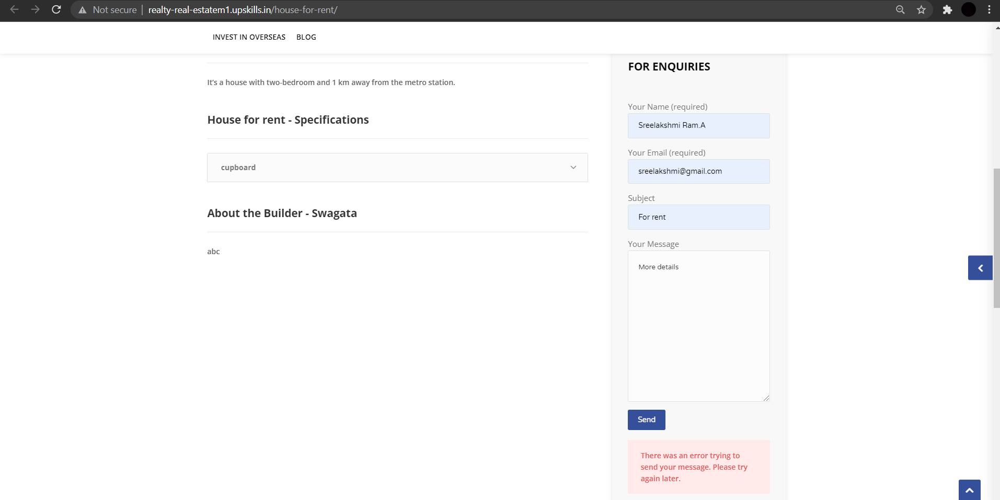 Not secure | realty-real-estatem1.upskills.in/house-for-rent/
INVEST IN OVERSEAS BLOG
It’s a house with two-bedroom and 1 km away from the metro station.
House for rent - Specifications
cupboard
About the Builder - Swagata
abc
FOR ENQUIRIES
Your Name (required)
Sreelakshmi Ram.A
Your Email (required)
sreelakshmi@gmail.com
Subject
For rent
Your Message
More details
Send
There was an error trying to
send your message. Please try
again later.